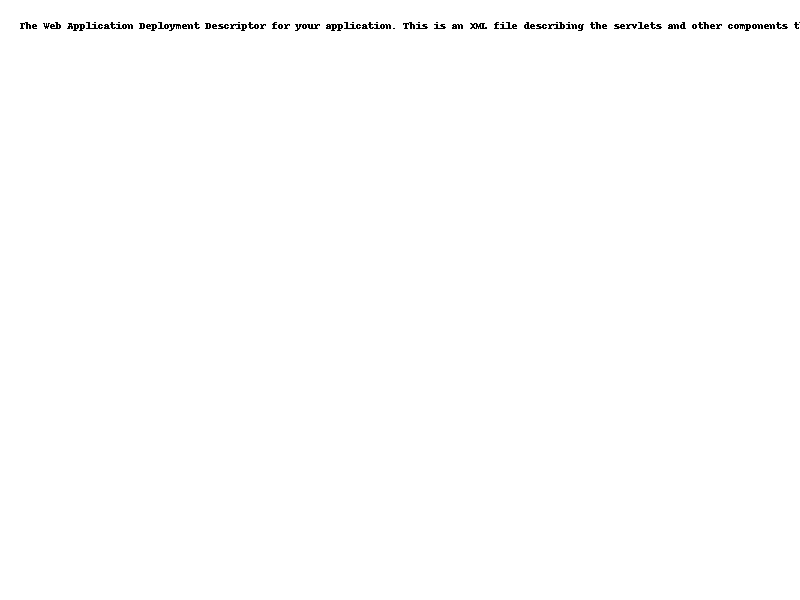 The Web Application Deployment Descriptor for your application. This is an XML file describing the servlets and other components